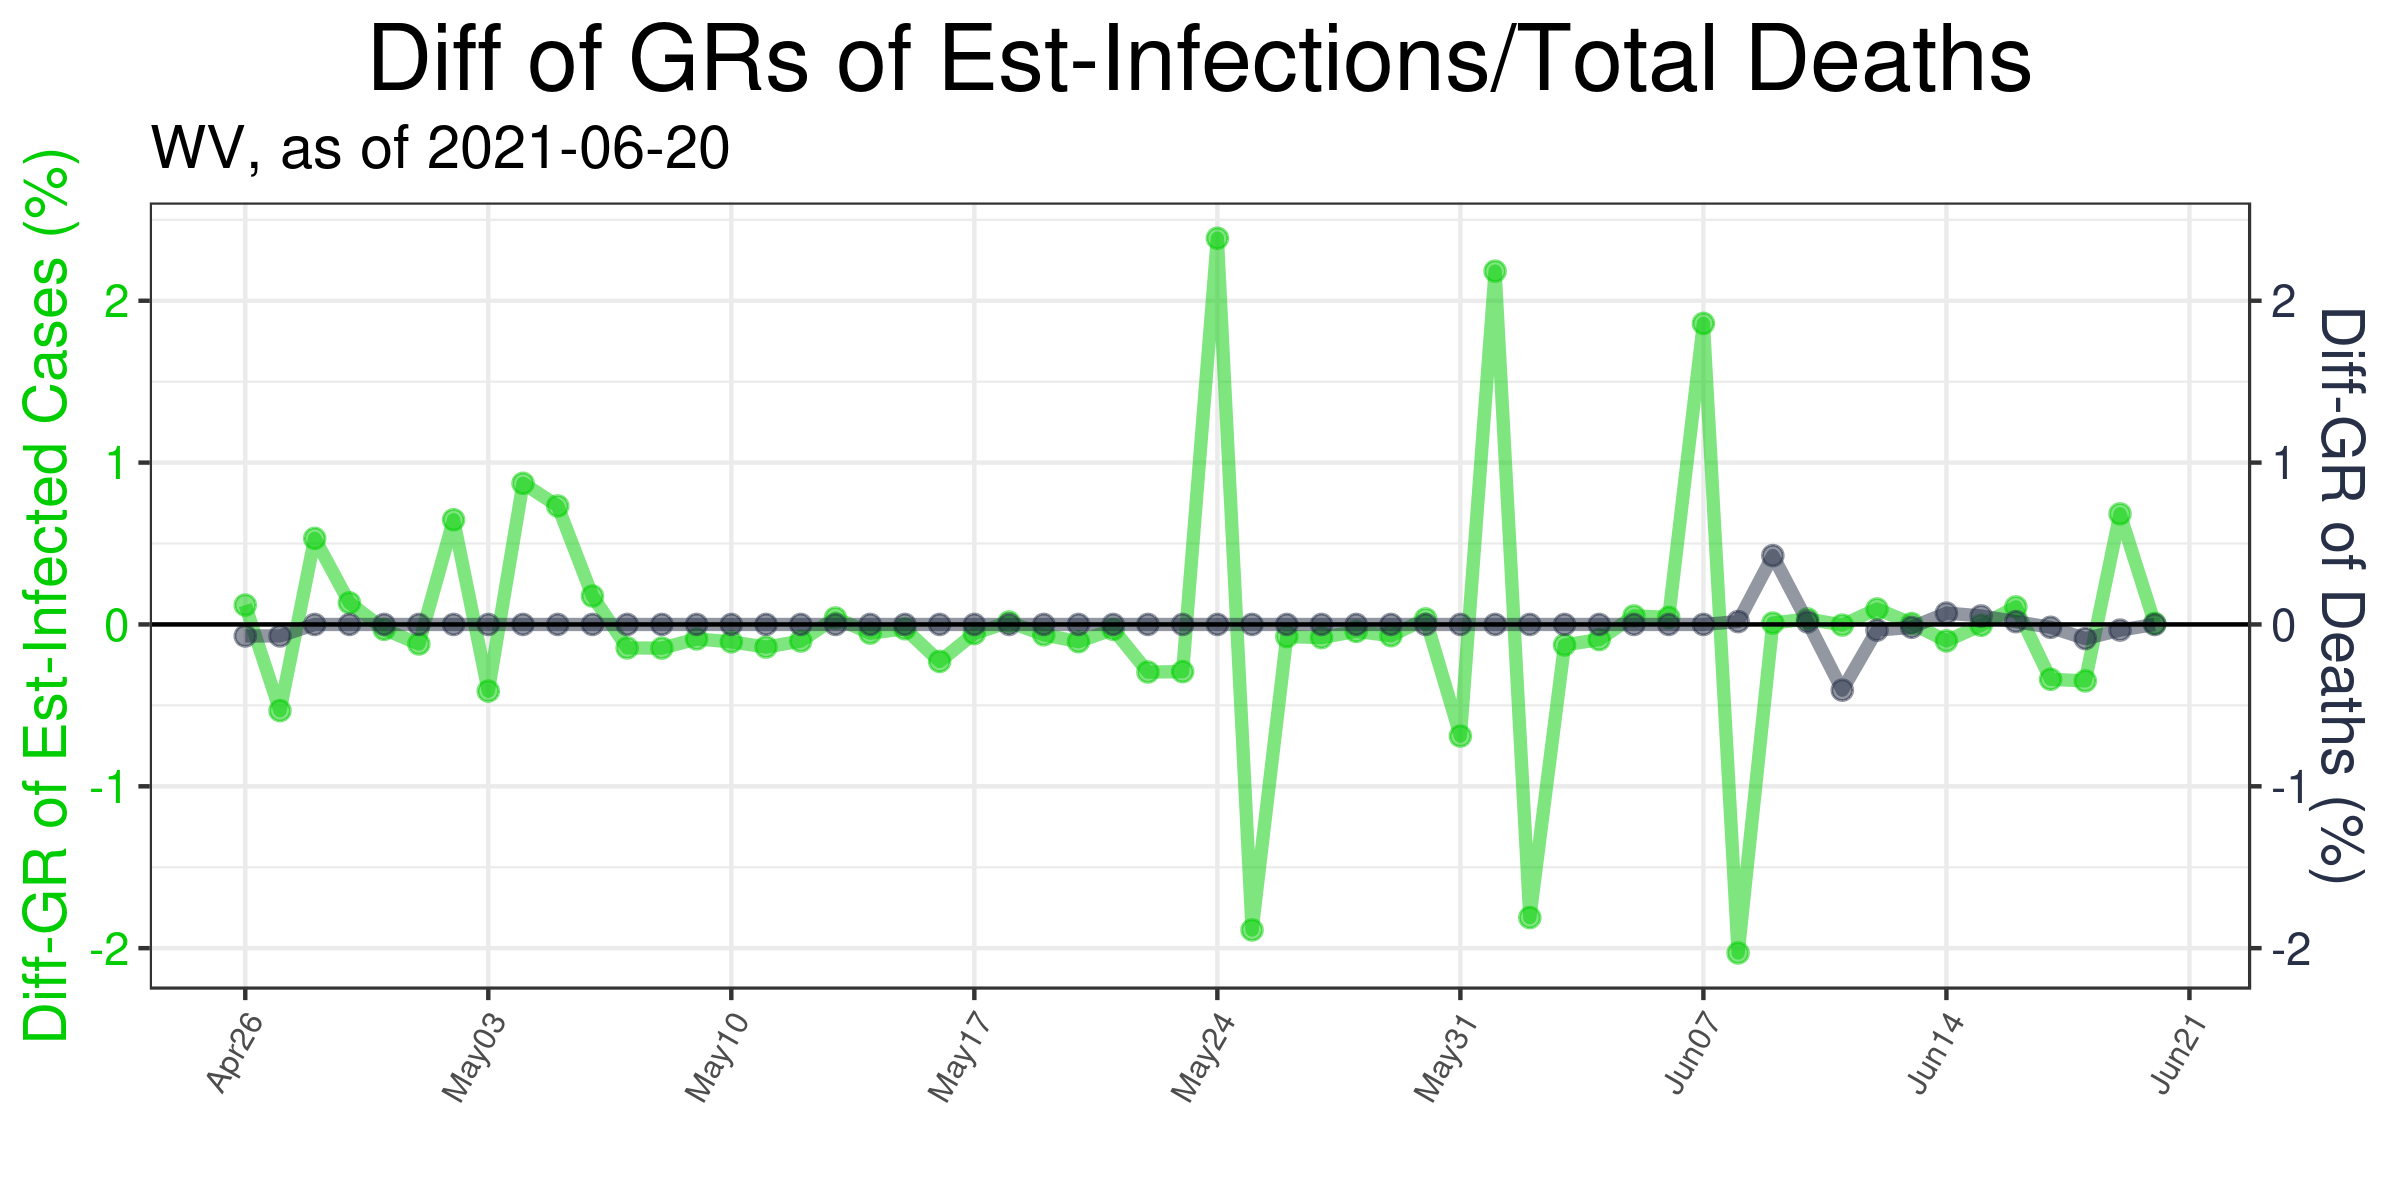 Diff of GRs of Est-Infections/Total Deaths
WV, as of 2021-06-20
Diff-GR of Est-Infected Cases (%)
2
1
0
-1
-2
2
1
0
-1
-2
Diff-GR of Deaths (%)
Apr26
May03
May10
May17
May24
May31
Jun07
Jun14
Jun21